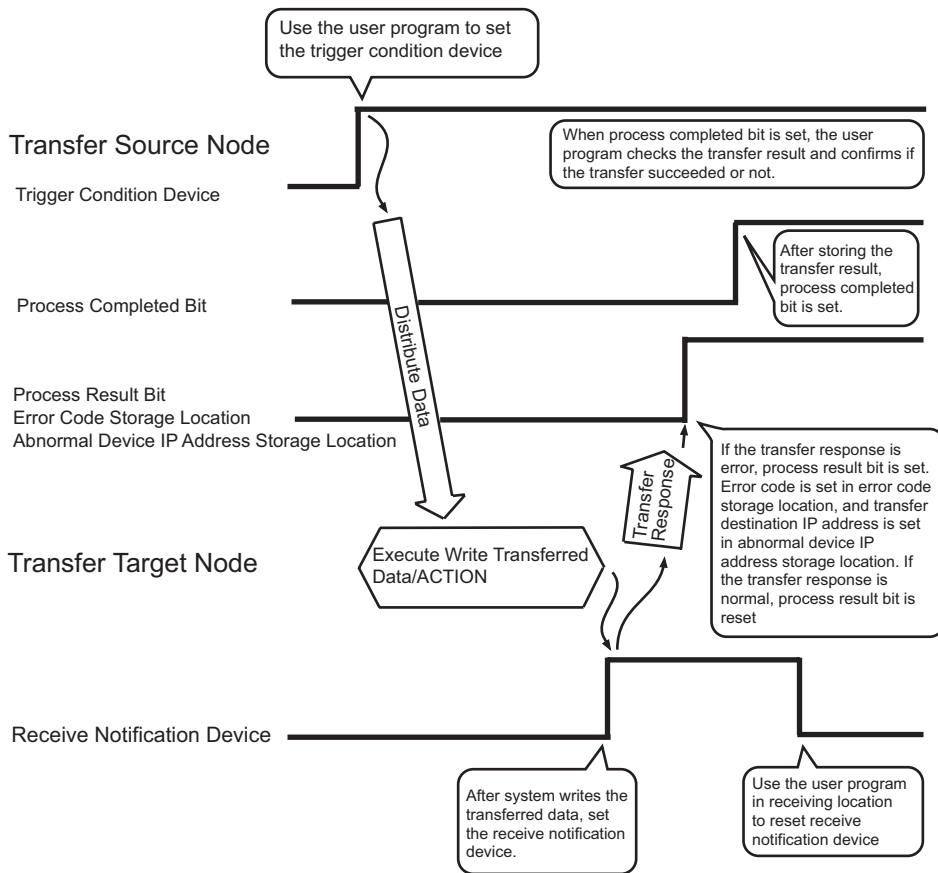 Use the user program to set
the trigger condition device
Transfer Source Node
When process completed bit is set, the user
program checks the transfer result and confirms if
the transfer succeeded or not.
Trigger Condition Device
After storing the
transfer result,
process completed
bit is set.
Process Completed Bit
Distribute Data
Process Result Bit
Error Code Storage Location
Abnormal Device IP Address Storage Location
If the transfer response is
error, process result bit is set.
Error code is set in error code
storage location, and transfer
destination IP address is set
in abnormal device IP
address storage location. If
the transfer response is
normal, process result bit is
reset
Transfer
Response
Transfer Target Node
Execute Write Transferred
Data/ACTION
Receive Notification Device
After system writes the
transferred data, set
the receive notification
device.
Use the user program
in receiving location
to reset receive
notification device